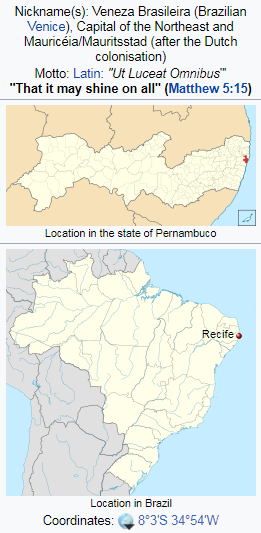 Nickname(s): Veneza Brasileira (Brazilian
Venice), Capital of the Northeast and
Mauricéia/Mauritsstad (after the Dutch
colonisation)
Motto: Latin: "Ut Luceat Omnibus'"
"That it may shine on all" (Matthew 5:15)
Location in the state of Pernambuco
Recife
Location in Brazil
Coordinates: 8°3'S 34°54'W